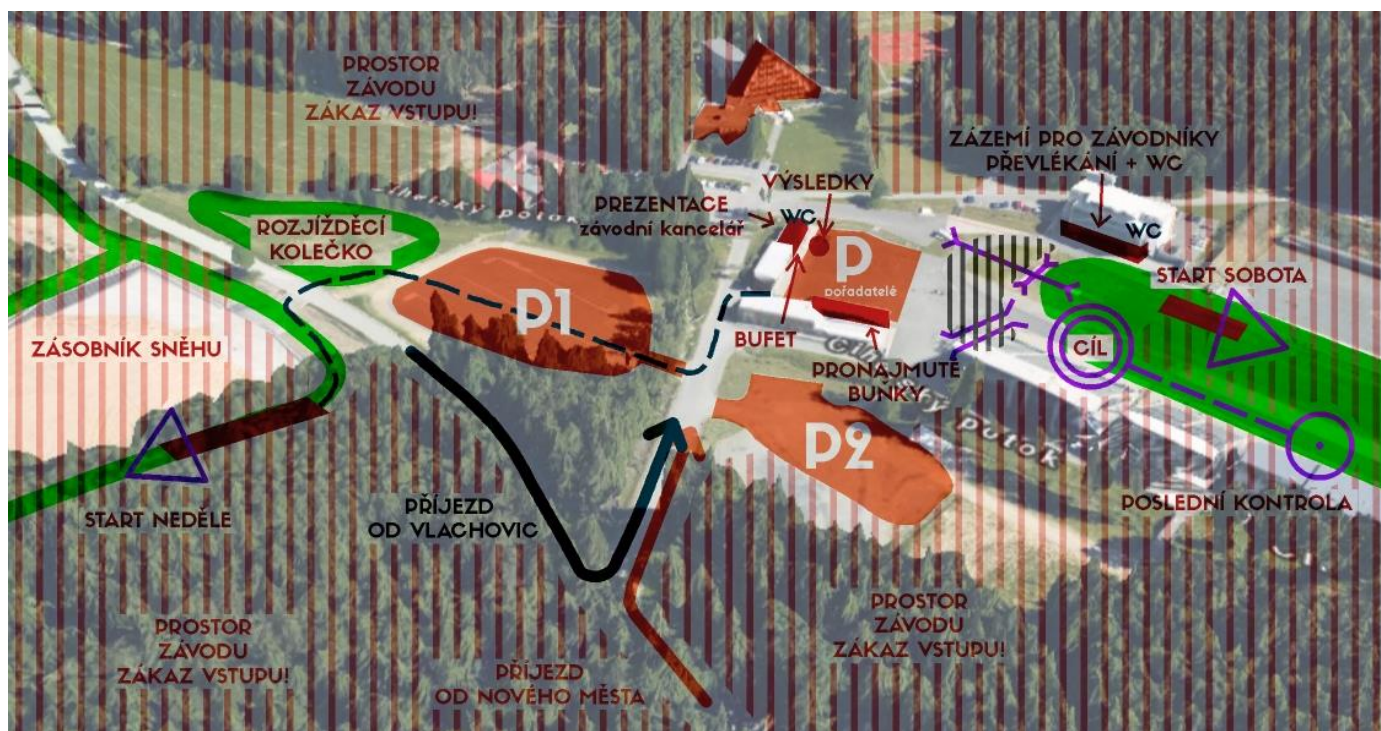 PROSTOR
ZÁVODU
ZÁKAZ VSTUPU!
ZÁZEMÍ PRO ZÁVODNÍKY
PŘEVLÉKÁNÍ + WC
VÝSLEDKY
PREZENTACE
závodní kancelář
WC
WC
ROZJÍŽDĚCÍ
KOLEČKO
potok
START SOBOTA
P
pořadatelé
P1
ZÁSOBNÍK SNĚHU
BUFET
CÍL
PRONAJMUTÉ
BUŇKY
potok
P2
START NEDĚLE
PŘÍJEZD
OD VLACHOVIC
POSLEDNÍ KONTROLA
PROSTOR
ZÁVODU
ZÁKAZ VSTUPU!
PROSTOR
ZÁVODU
ZÁKAZ VSTUPU!
PŘÍJEZD
OD NOVÉHO MĚSTA